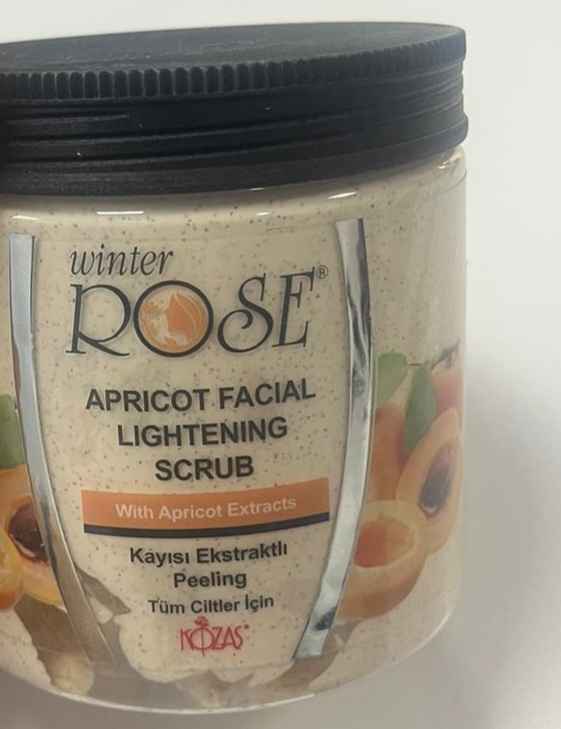 winter
ROSE®
APRICOT FACIAL
LIGHTENING
SCRUB
With Apricot Extracts
Kayısı Ekstraktlı
Peeling
Tüm Ciltler İçin
KOZAS